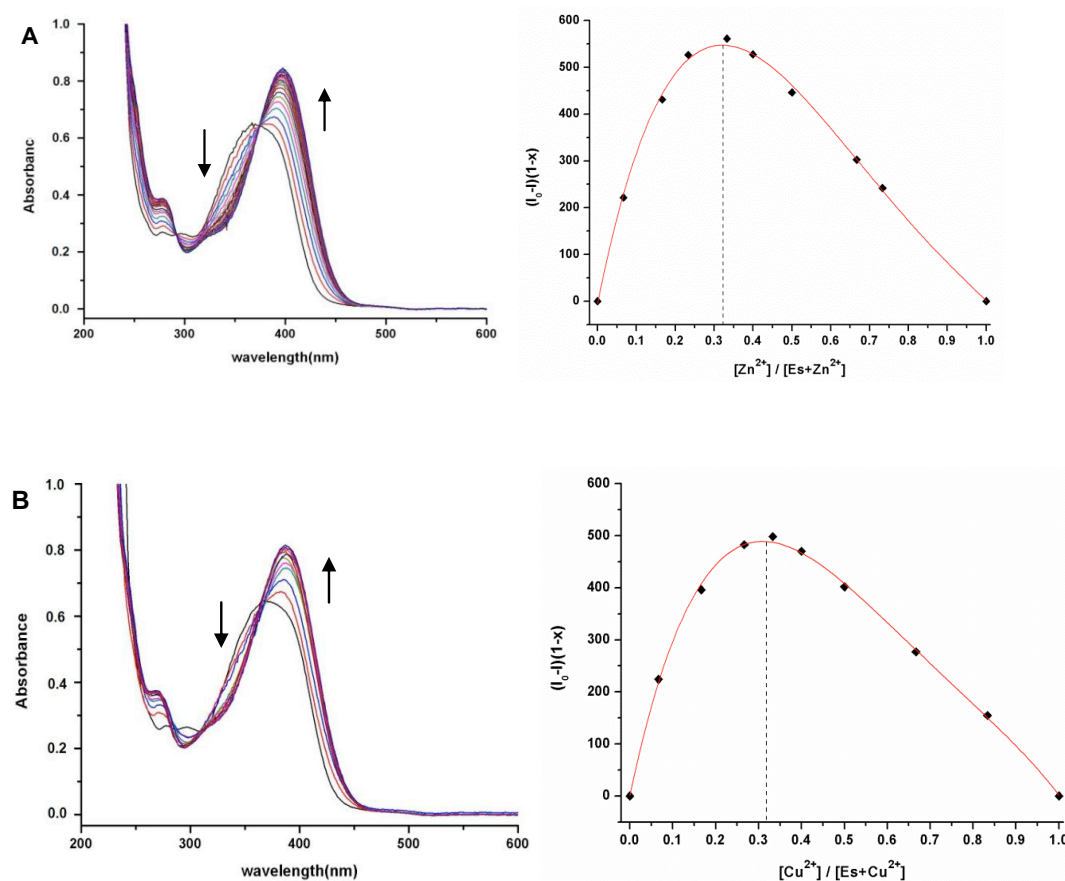 A
1.0
0.8
0.6
0.4
0.2
0.0
Absorbanc
200 300 400 500 600
wavelength(nm)
600
500
400
300
200
100
0
(I₀-I)(1-x)
0.0 0.1 0.2 0.3 0.4 0.5 0.6 0.7 0.8 0.9 1.0
[Zn²⁺] / [Es+Zn²⁺]
B
1.0
0.8
0.6
0.4
0.2
0.0
Absorbance
200 300 400 500 600
wavelength(nm)
600
500
400
300
200
100
0
(I₀-I)(1-x)
0.0 0.1 0.2 0.3 0.4 0.5 0.6 0.7 0.8 0.9 1.0
[Cu²⁺] / [Es+Cu²⁺]